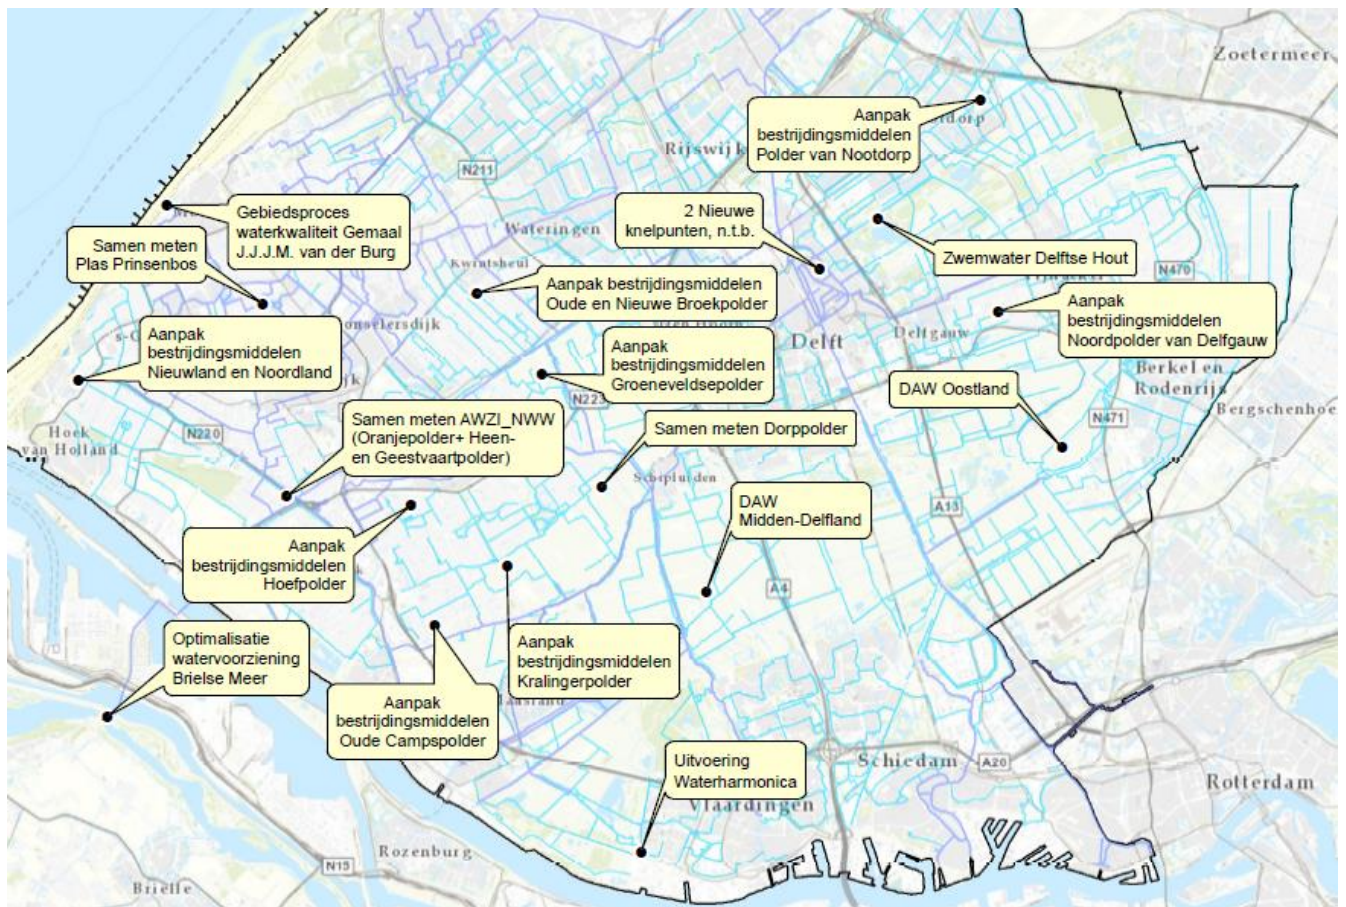 Zoetermeer
Aanpak
bestrijdingsmiddelen
Polder van Nootdorp
Rijswijk
N211
Gebiedsproces
waterkwaliteit Gemaal
J.J.J.M. van der Burg
2 Nieuwe
knelpunten, n.t.b.
Samen meten
Plas Prinsenbos
Wateringen
Zwemwater Delftse Hout
Kwintsheul
N470
Aanpak bestrijdingsmiddelen
Oude en Nieuwe Broekpolder
Aanpak
bestrijdingsmiddelen
Noordpolder van Delfgauw
Aanpak
bestrijdingsmiddelen
Nieuwland en Noordland
Delft
Delfgauw
Aanpak
bestrijdingsmiddelen
Groeneveldsepolder
Berkel en
Rodenrijs
DAW Oostland
N223
Bergschenhoe
N471
Samen meten AWZI_NWW
(Oranjepolder+ Heen-
en Geestvaartpolder)
Samen meten Dorppolder
Hoek
van Holland
N220
Schipluiden
DAW
Midden-Delfland
A13
Aanpak
bestrijdingsmiddelen
Hoefpolder
A4
Optimalisatie
watervoorziening
Brielse Meer
Aanpak
bestrijdingsmiddelen
Kralingerpolder
Aanpak
bestrijdingsmiddelen
Oude Campspolder
Uitvoering
Waterharmonica
Schiedam
A20
Rotterdam
Vlaardingen
Rozenburg
N15
Brielle